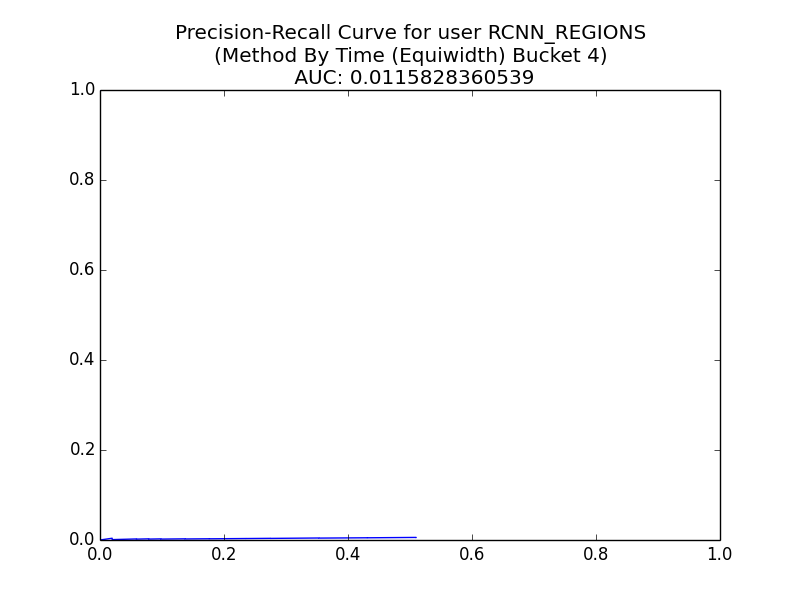 Precision-Recall Curve for user RCNN_REGIONS
(Method By Time (Equiwidth) Bucket 4)
AUC: 0.0115828360539
1.0
0.8
0.6
0.4
0.2
0.0
0.0 0.2 0.4 0.6 0.8 1.0